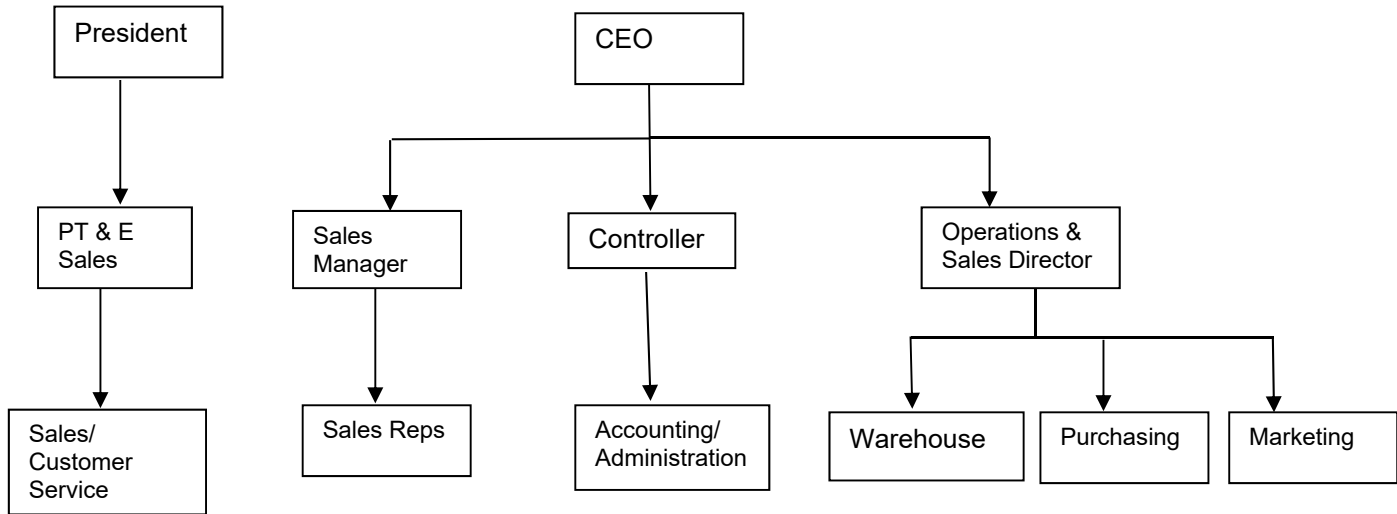 President
CEO
PT & E
Sales
Sales
Manager
Controller
Operations &
Sales Director
Sales/
Customer
Service
Sales Reps
Accounting/
Administration
Warehouse
Purchasing
Marketing